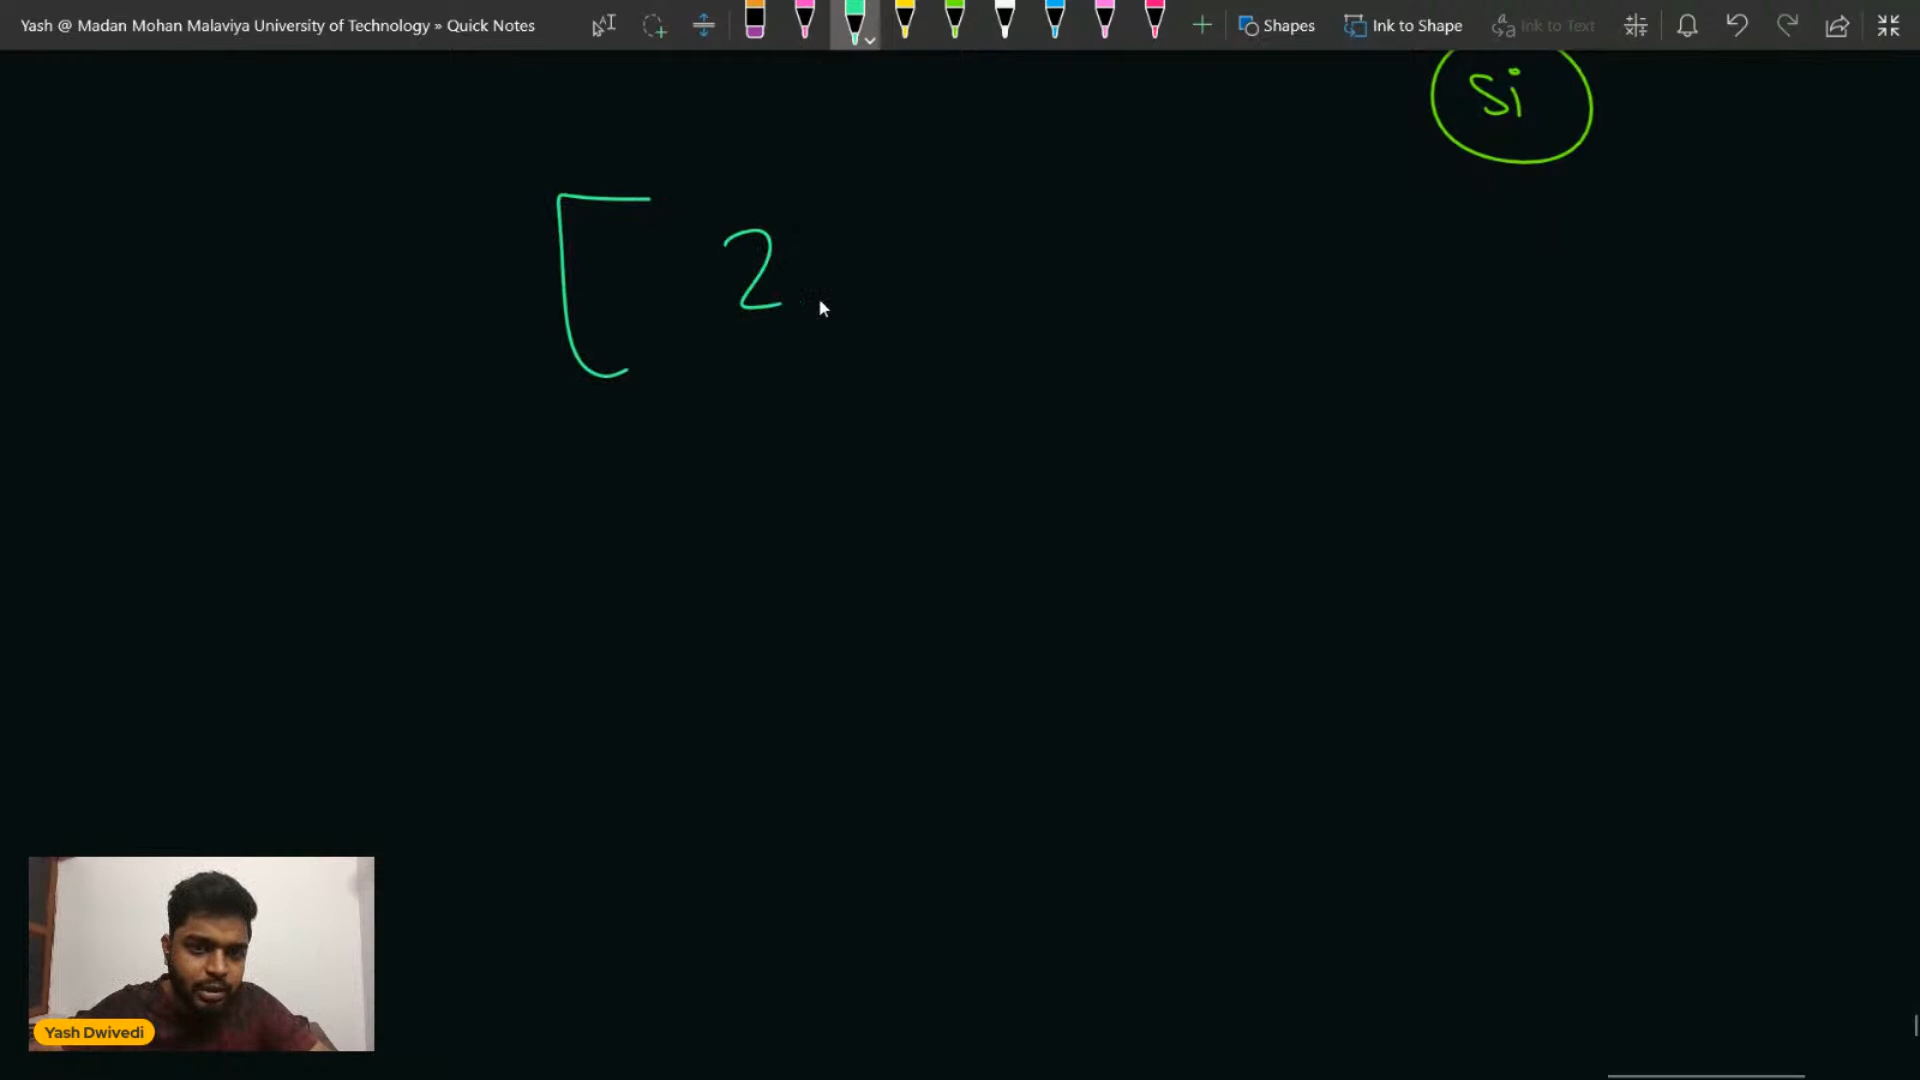 Yash @ Madan Mohan Malaviya University of Technology » Quick Notes
Shapes
Ink to Shape
Ink to Text
Si
[ 2
Yash Dwivedi